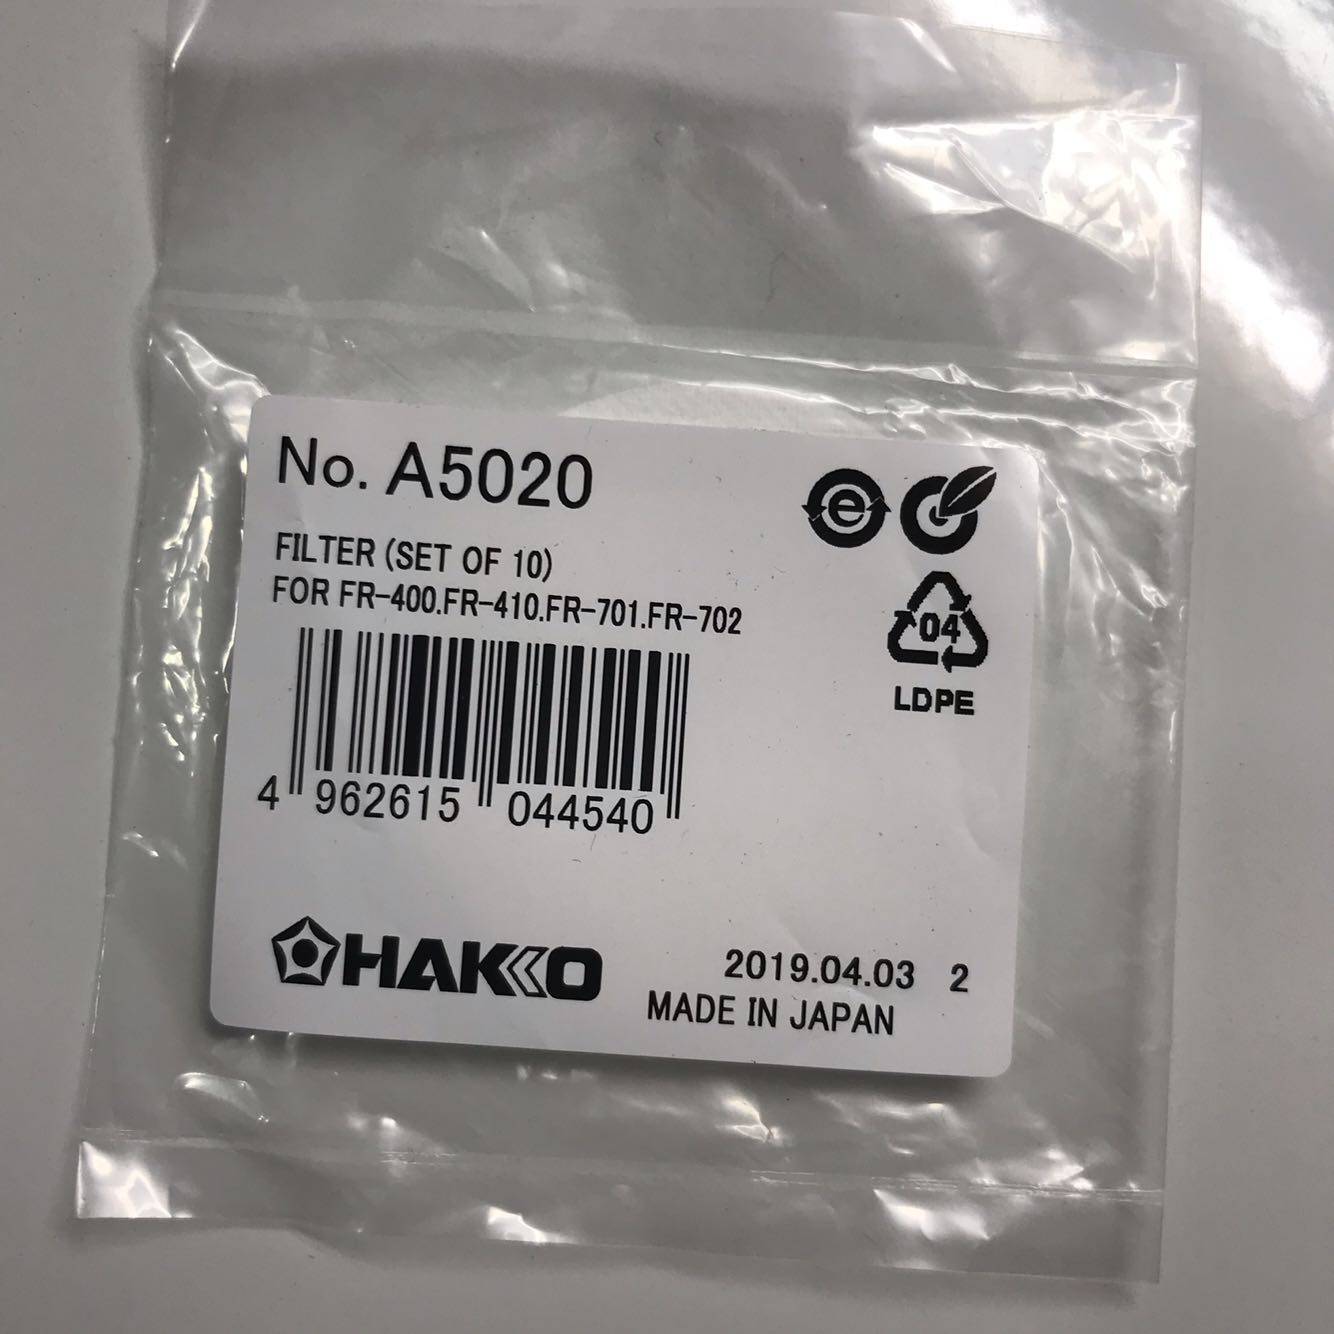 No. A5020
FILTER (SET OF 10)
FOR FR-400.FR-410.FR-701.FR-702
e
04
LDPE
4 962615 044540
HAKKO
2019.04.03 2
MADE IN JAPAN